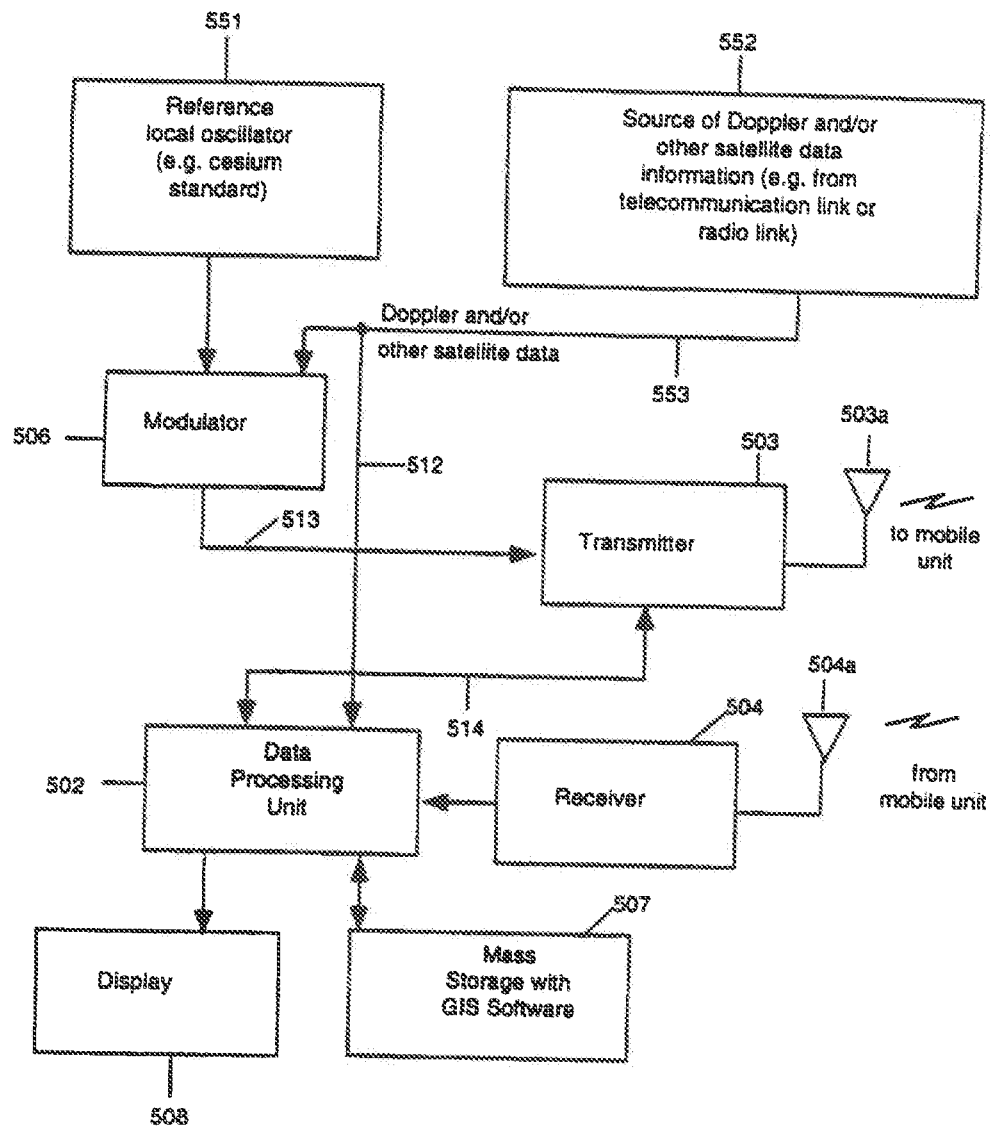 551
552
Reference
local oscillator
(e.g. cesium
standard)
Source of Doppler and/or
other satellite data
information (e.g. from
telecommunication link or
radio link)
Doppler and/or
other satellite data
553
506
Modulator
512
503
503a
513
Transmitter
to mobile
unit
514
504
504a
502
Data
Processing
Unit
Receiver
from
mobile unit
507
Display
Mass
Storage with
GIS Software
508